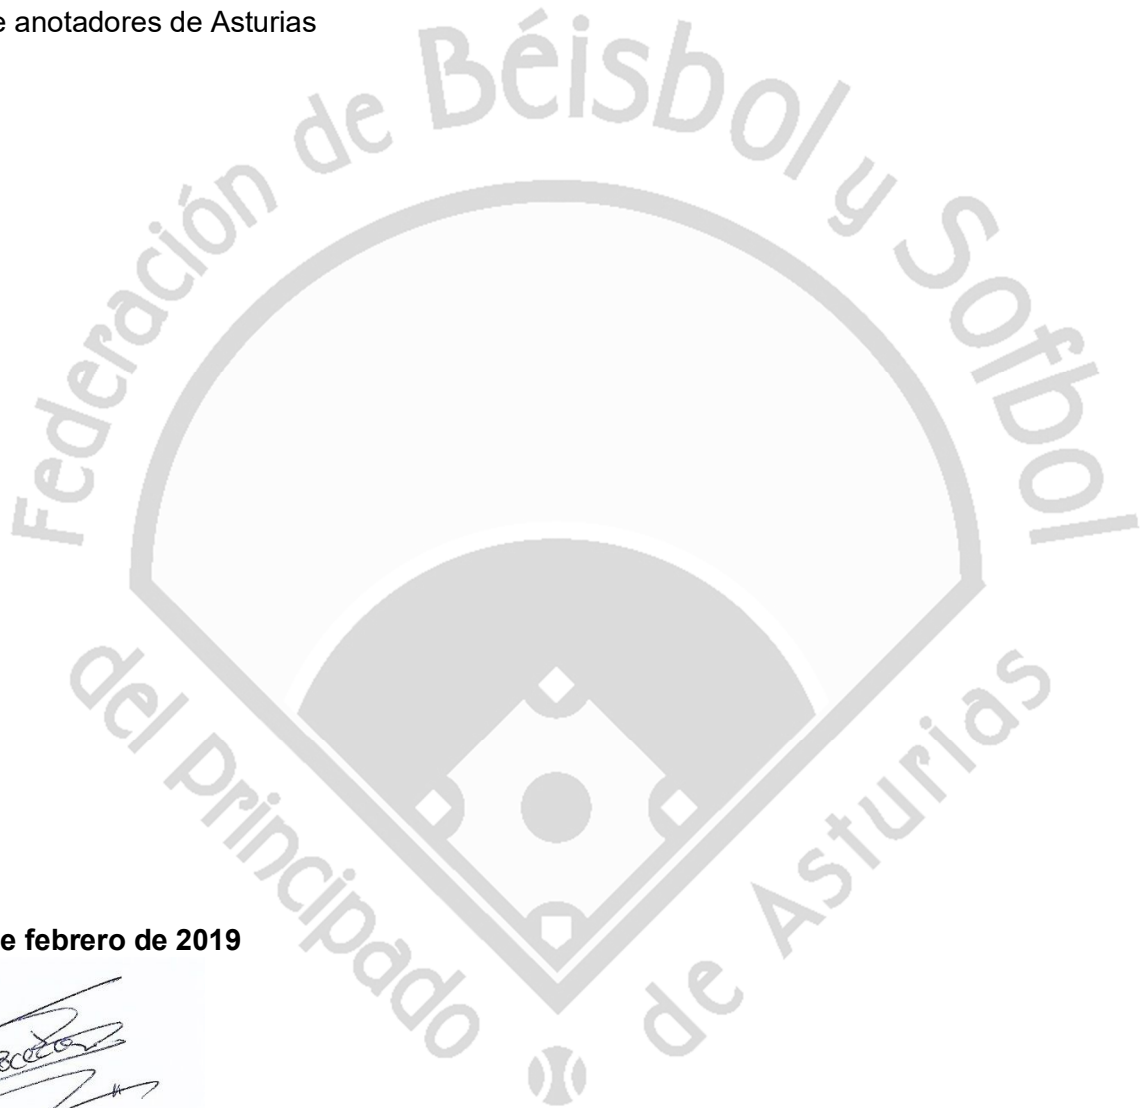 e anotadores de Asturias
Federación de Béisbol y Sofbol
del Principado de Asturias
e febrero de 2019